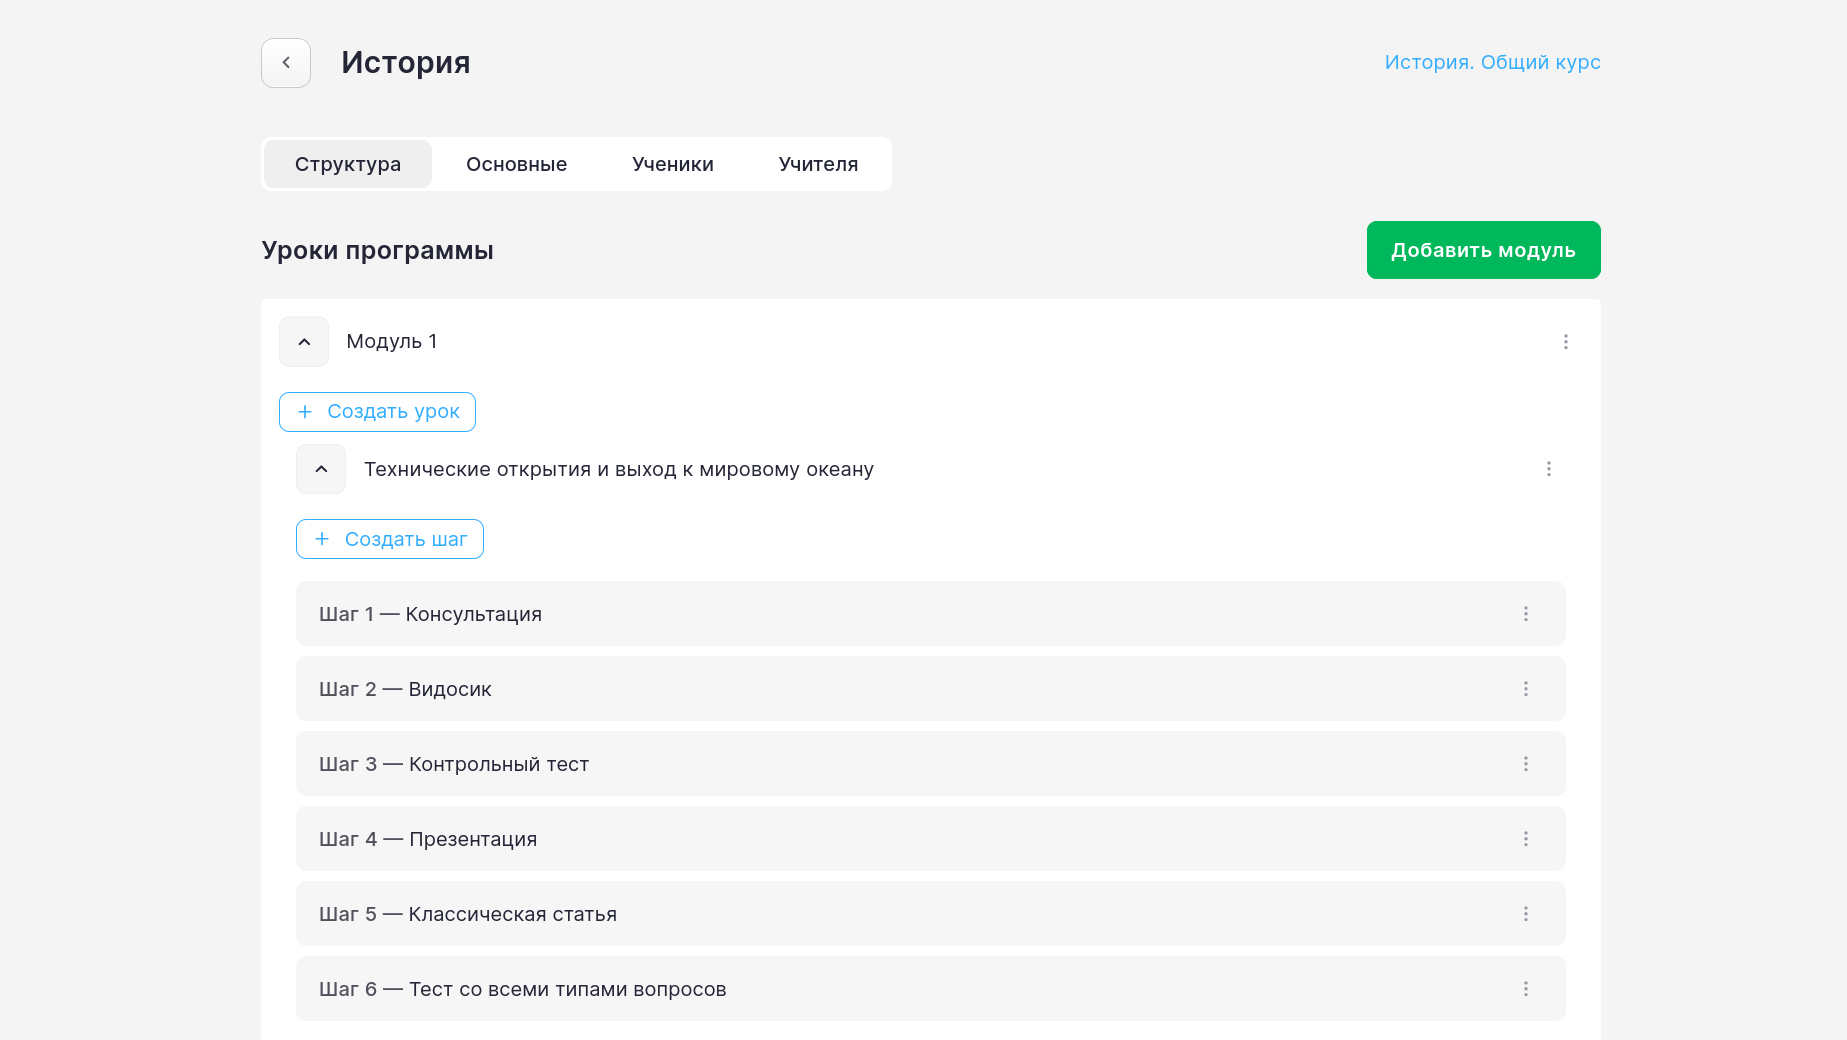 История
История. Общий курс
Структура Основные Ученики Учителя
Уроки программы
Добавить модуль
Модуль 1
+ Создать урок
Технические открытия и выход к мировому океану
+ Создать шаг
Шаг 1 — Консультация
Шаг 2 — Видосик
Шаг 3 — Контрольный тест
Шаг 4 — Презентация
Шаг 5 — Классическая статья
Шаг 6 — Тест со всеми типами вопросов